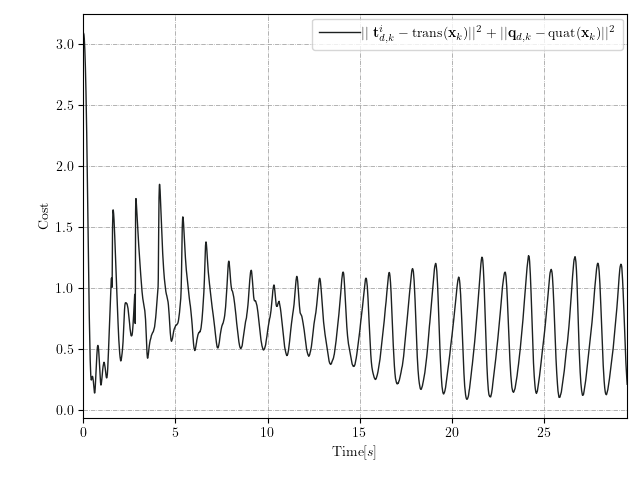 || t^i_{d,k} − trans(x_k)||² + ||q_{d,k} − quat(x_k)||²
3.0
2.5
2.0
1.5
1.0
0.5
0.0
Cost
0 5 10 15 20 25
Time[s]